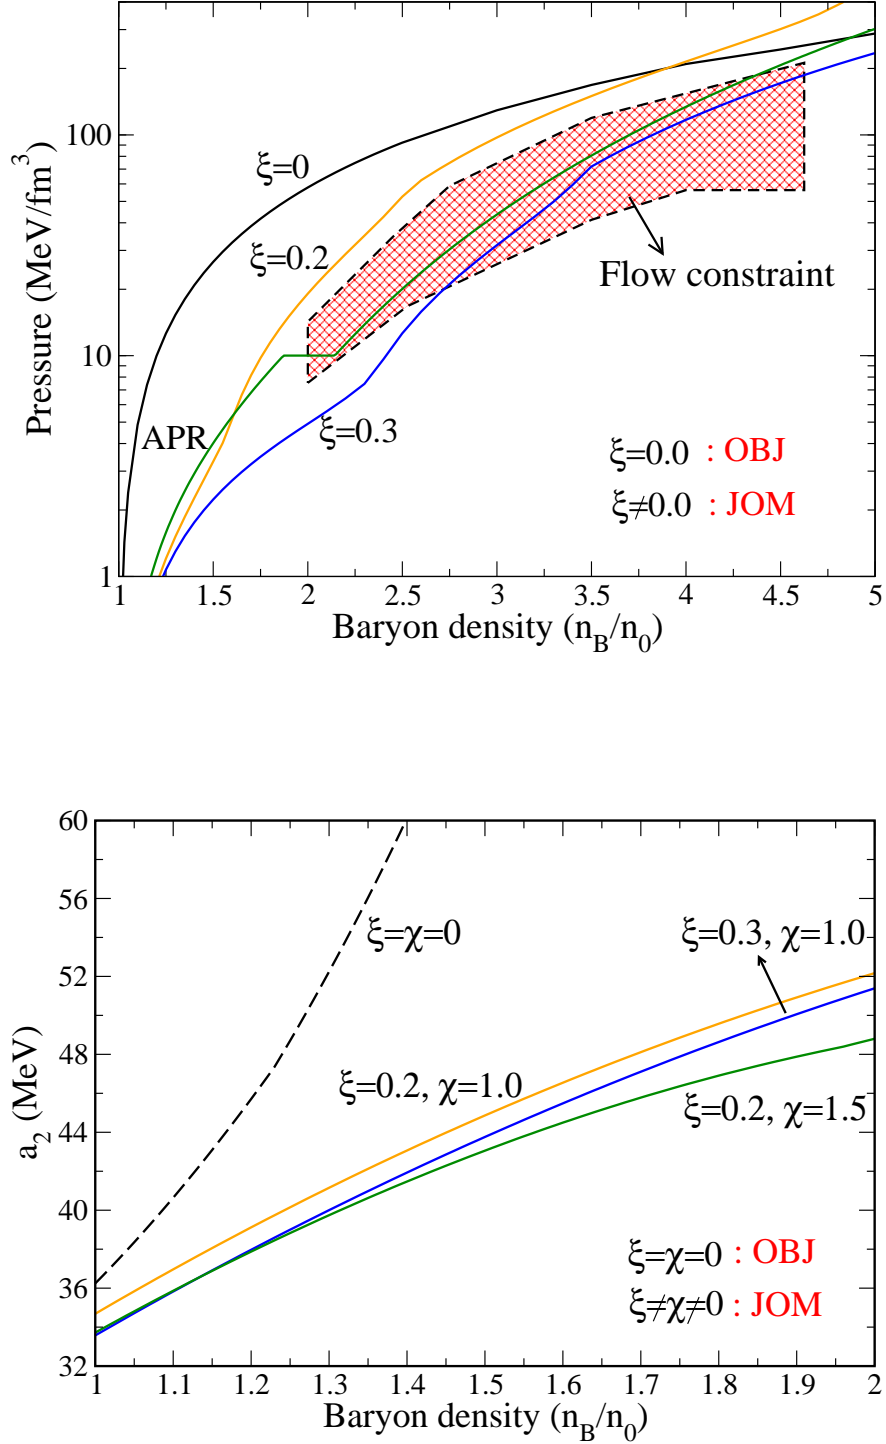 100
10
1
Pressure (MeV/fm³)
ξ=0
ξ=0.2
Flow constraint
APR
ξ=0.3
ξ=0.0 : OBJ
ξ≠0.0 : JOM
1 1.5 2 2.5 3 3.5 4 4.5 5
Baryon density (n_B/n_0)
60
56
52
48
44
40
36
32
a_2 (MeV)
ξ=χ=0
ξ=0.3, χ=1.0
ξ=0.2, χ=1.0
ξ=0.2, χ=1.5
ξ=χ=0 : OBJ
ξ≠χ≠0 : JOM
1 1.1 1.2 1.3 1.4 1.5 1.6 1.7 1.8 1.9 2
Baryon density (n_B/n_0)